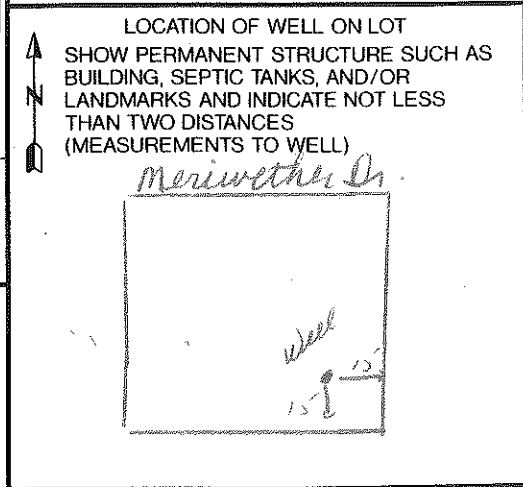 LOCATION OF WELL ON LOT
SHOW PERMANENT STRUCTURE SUCH AS
BUILDING, SEPTIC TANKS, AND/OR
N
LANDMARKS AND INDICATE NOT LESS
THAN TWO DISTANCES
(MEASUREMENTS TO WELL)
Meriwether Dr.
Well
15'
15'